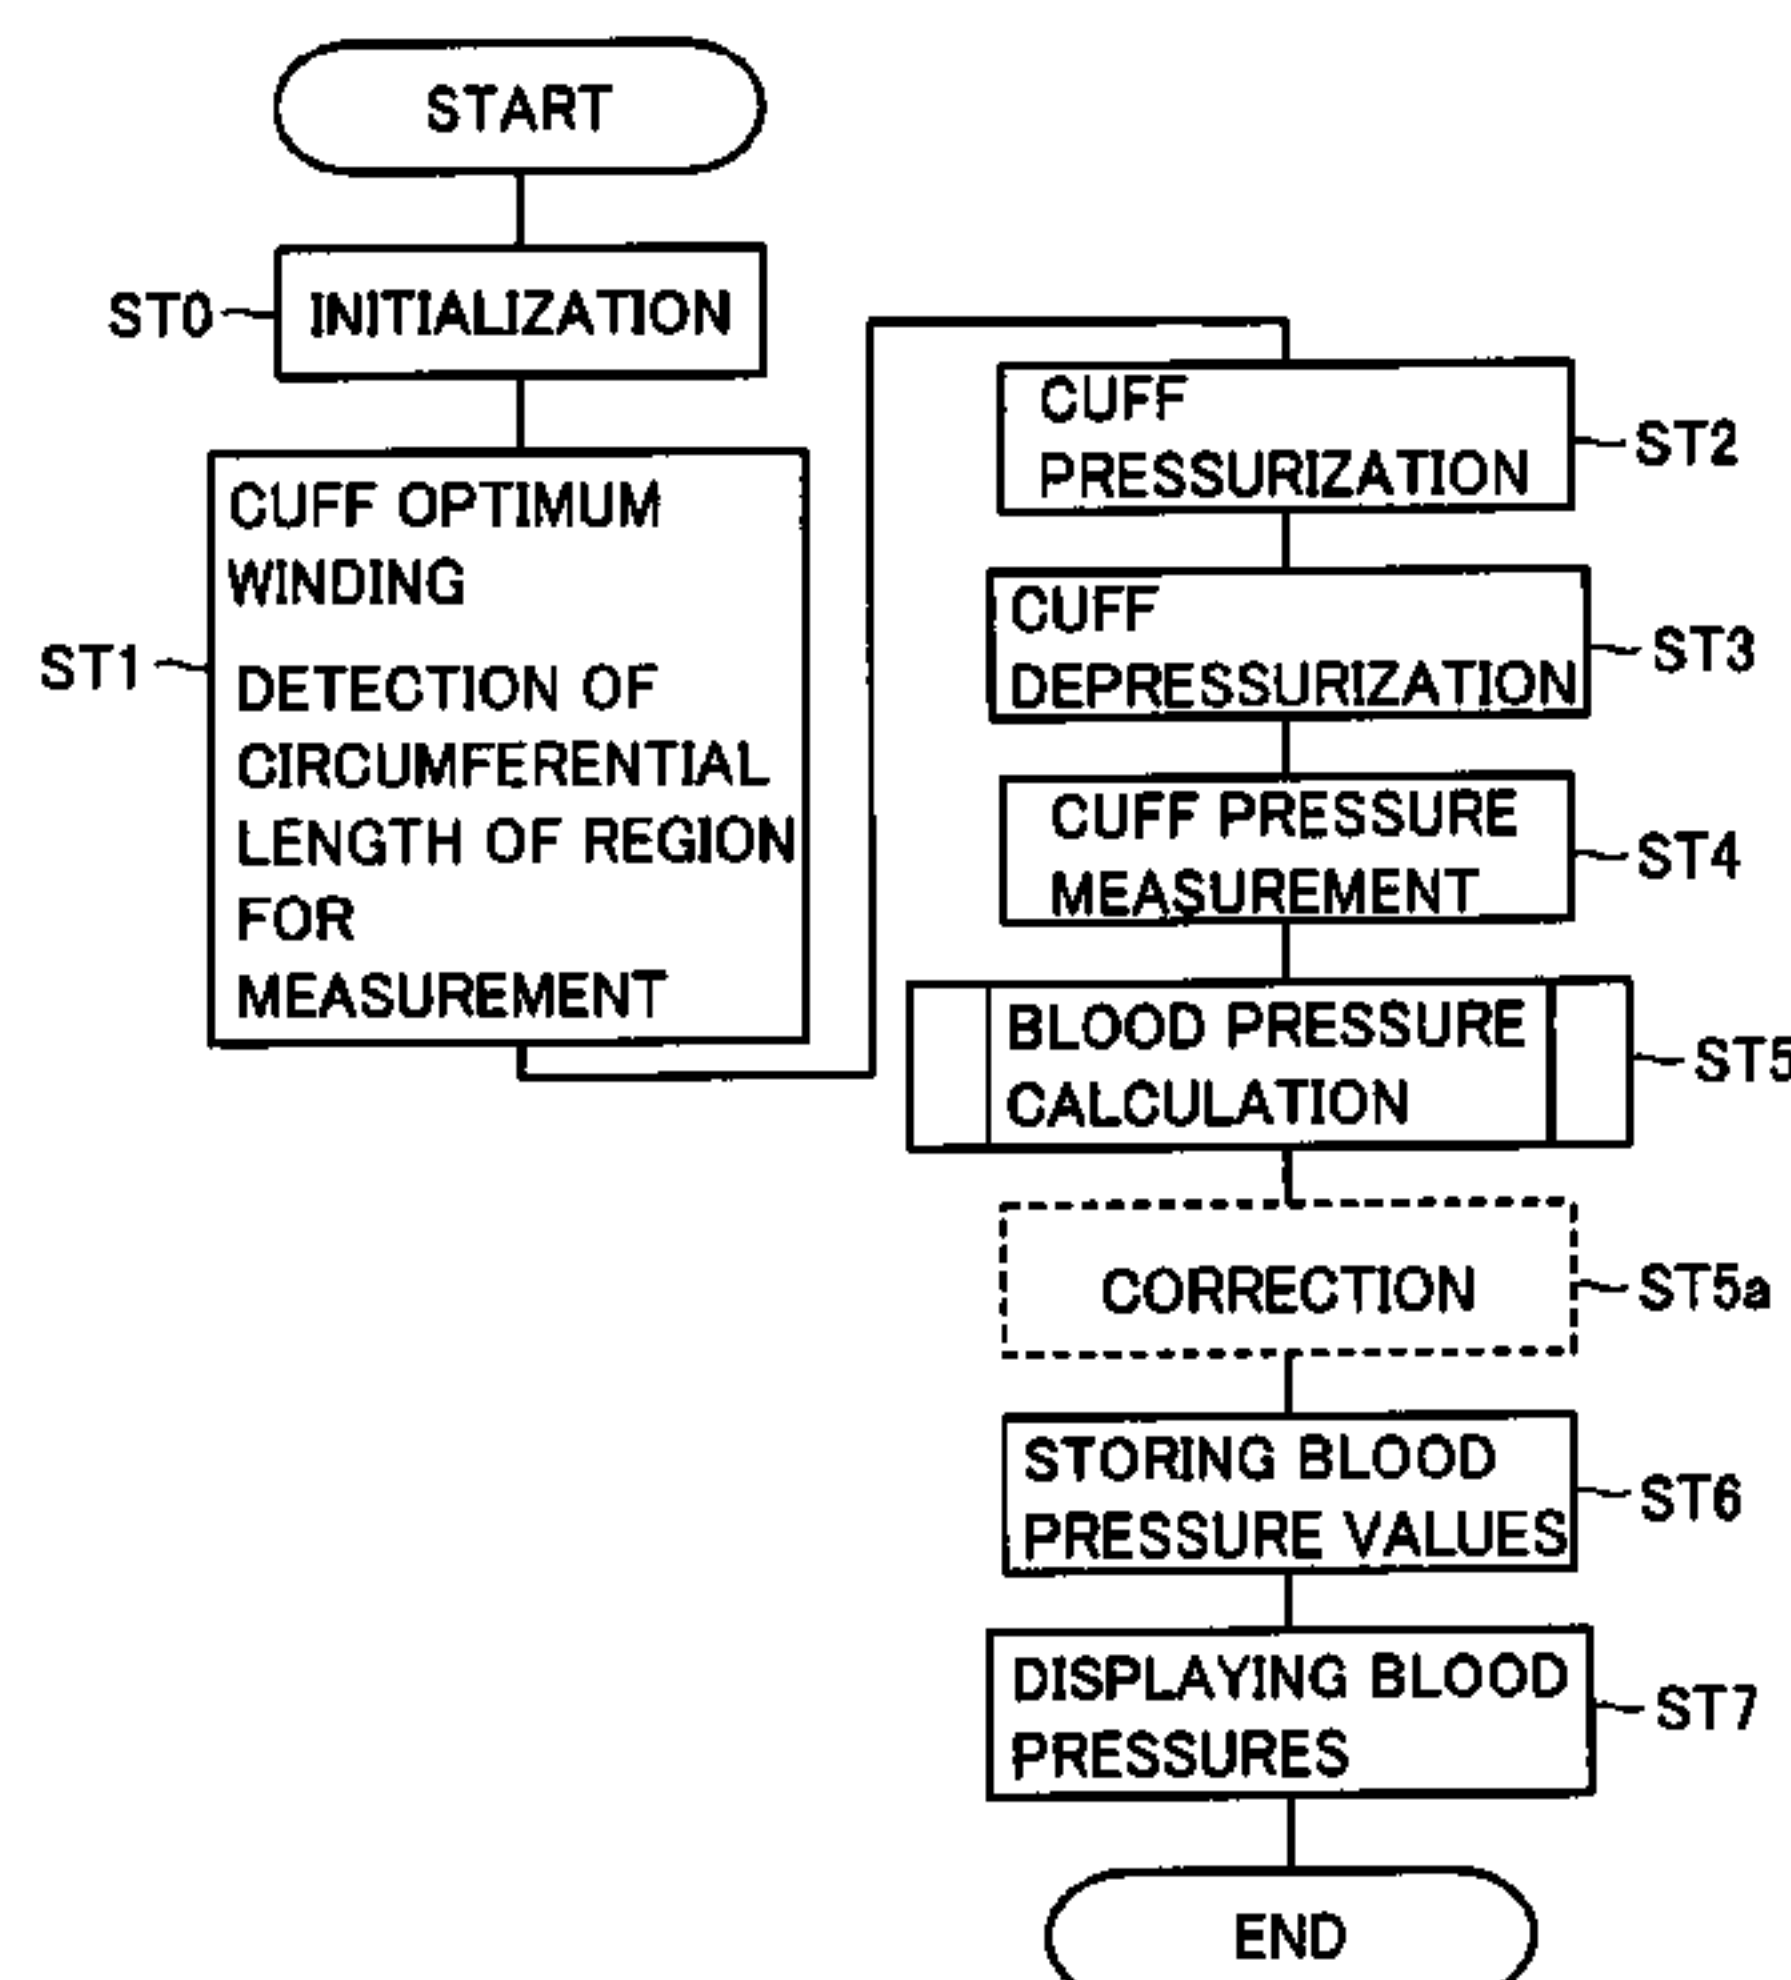 START
ST0
INITIALIZATION
ST1
CUFF OPTIMUM
WINDING
DETECTION OF
CIRCUMFERENTIAL
LENGTH OF REGION
FOR
MEASUREMENT
CUFF
PRESSURIZATION
ST2
CUFF
DEPRESSURIZATION
ST3
CUFF PRESSURE
MEASUREMENT
ST4
BLOOD PRESSURE
CALCULATION
ST5
CORRECTION
ST5a
STORING BLOOD
PRESSURE VALUES
ST6
DISPLAYING BLOOD
PRESSURES
ST7
END